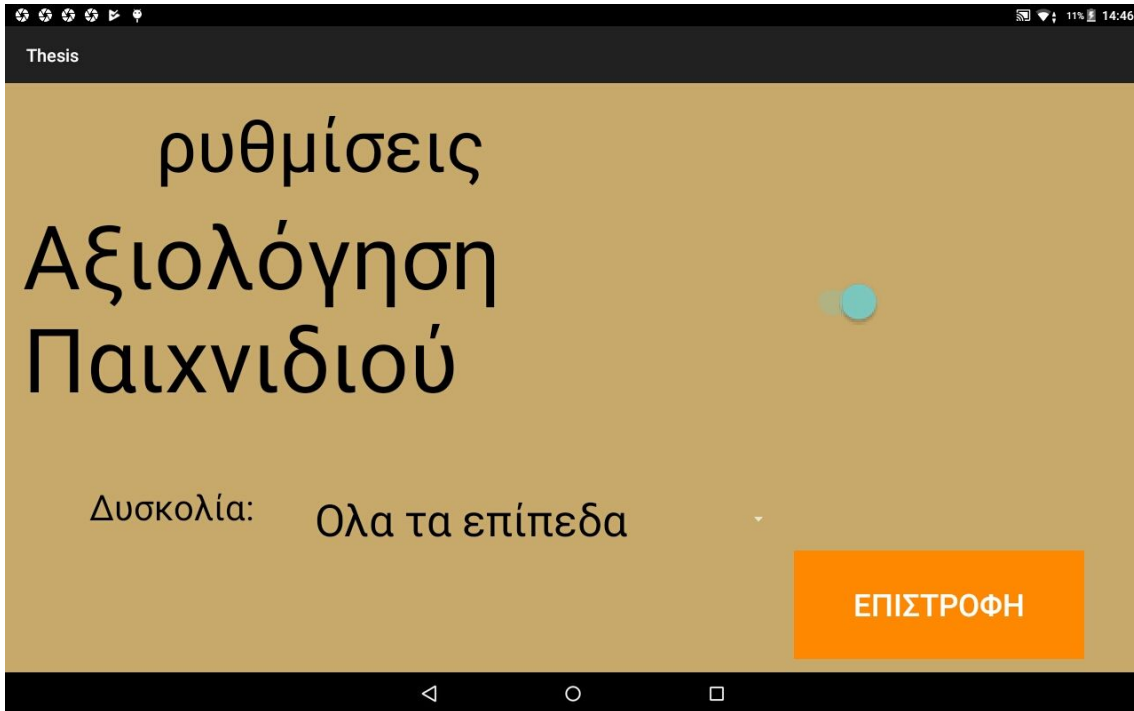 11% 14:46
Thesis
ρυθμίσεις
Αξιολόγηση
Παιχνιδιού
Δυσκολία: Ολα τα επίπεδα
ΕΠΙΣΤΡΟΦΗ